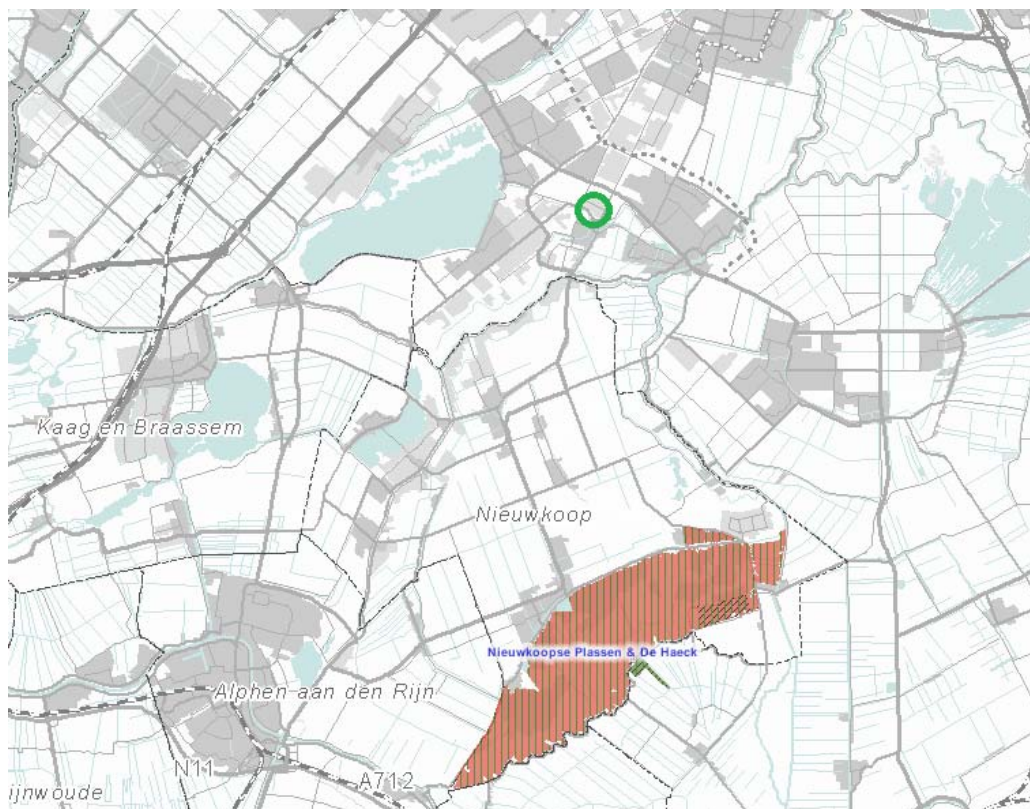 Kaag en Braassem
Nieuwkoop
Nieuwkoopse Plassen & De Haeck
Alphen aan den Rijn
N11
A712
ijnwoude